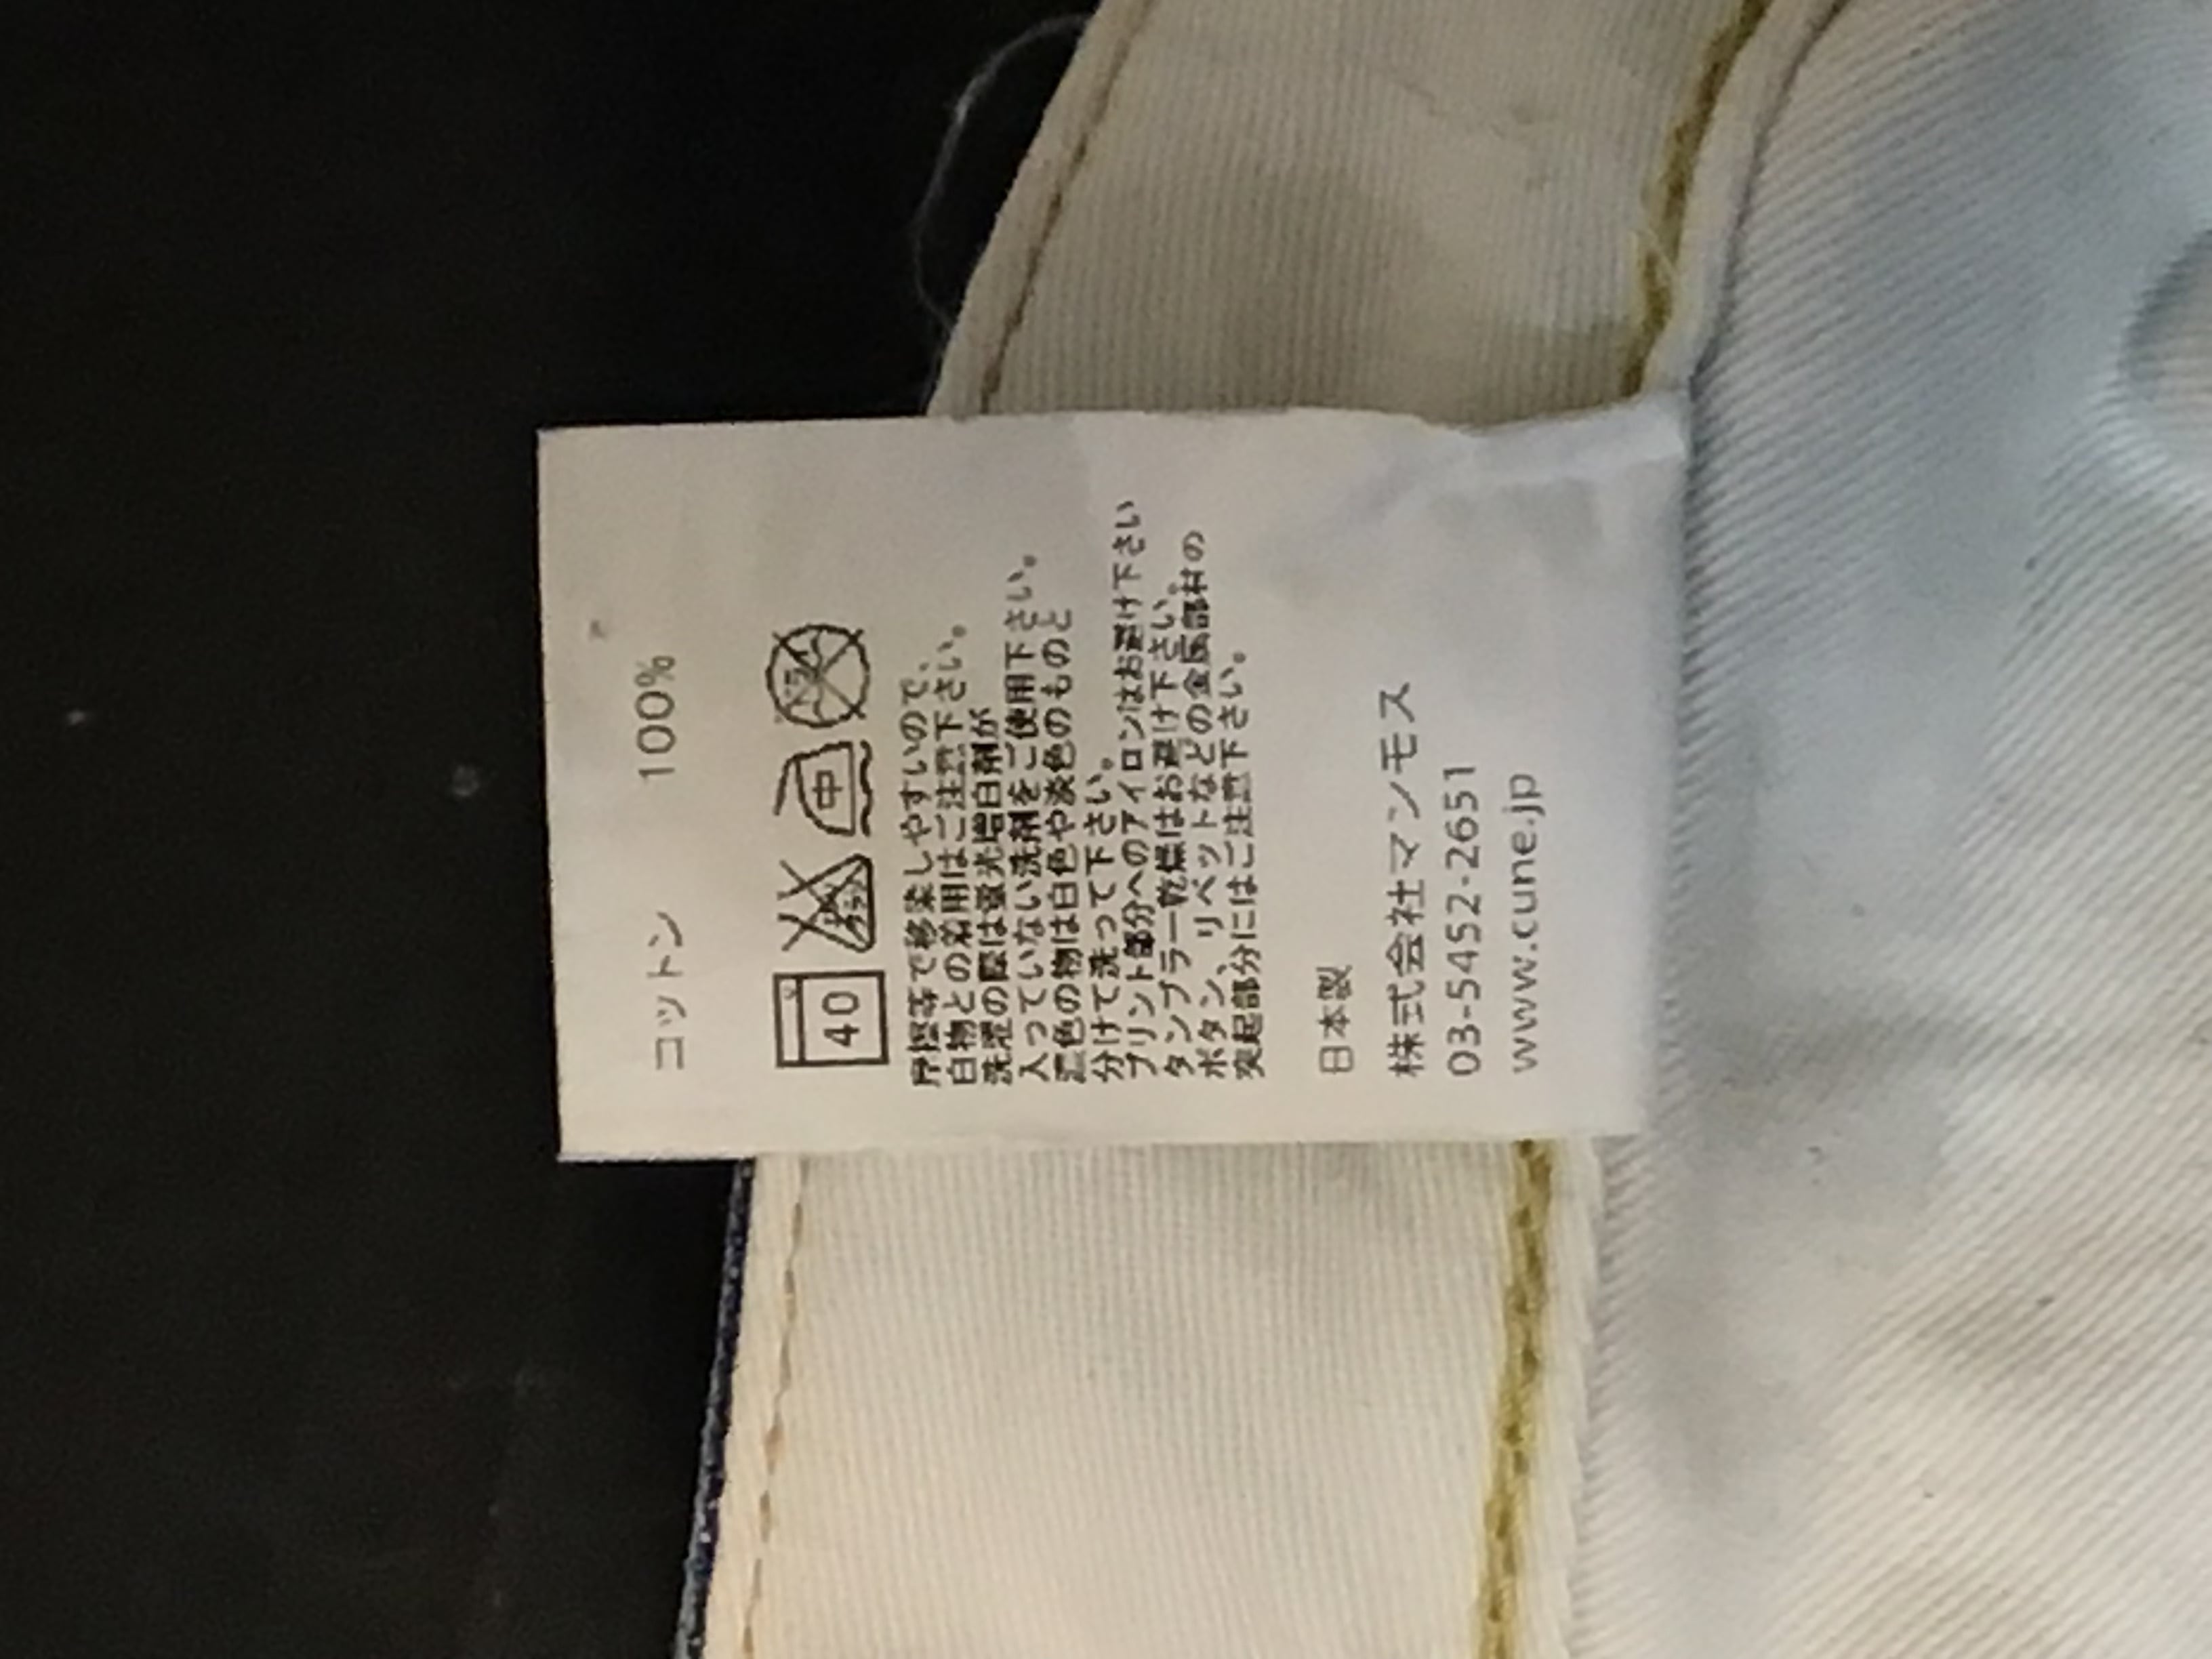 コットン 100%
40 中
摩擦等で移染しやすいので、
白物との着用はご注意下さい。
洗濯の際は蛍光増白剤が
入っていない洗剤をご使用下さい。
濃色の物は白色や淡色のものと
分けて洗って下さい。
プリント部分へのアイロンはお避け下さい
タンブラー乾燥はお避け下さい。
ボタン、リベットなどの金属部材の
突起部分にはご注意下さい。
日本製
株式会社マンモス
03-5452-2651
www.cune.jp